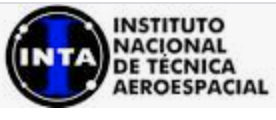 INTA
INSTITUTO
NACIONAL
DE TÉCNICA
AEROESPACIAL